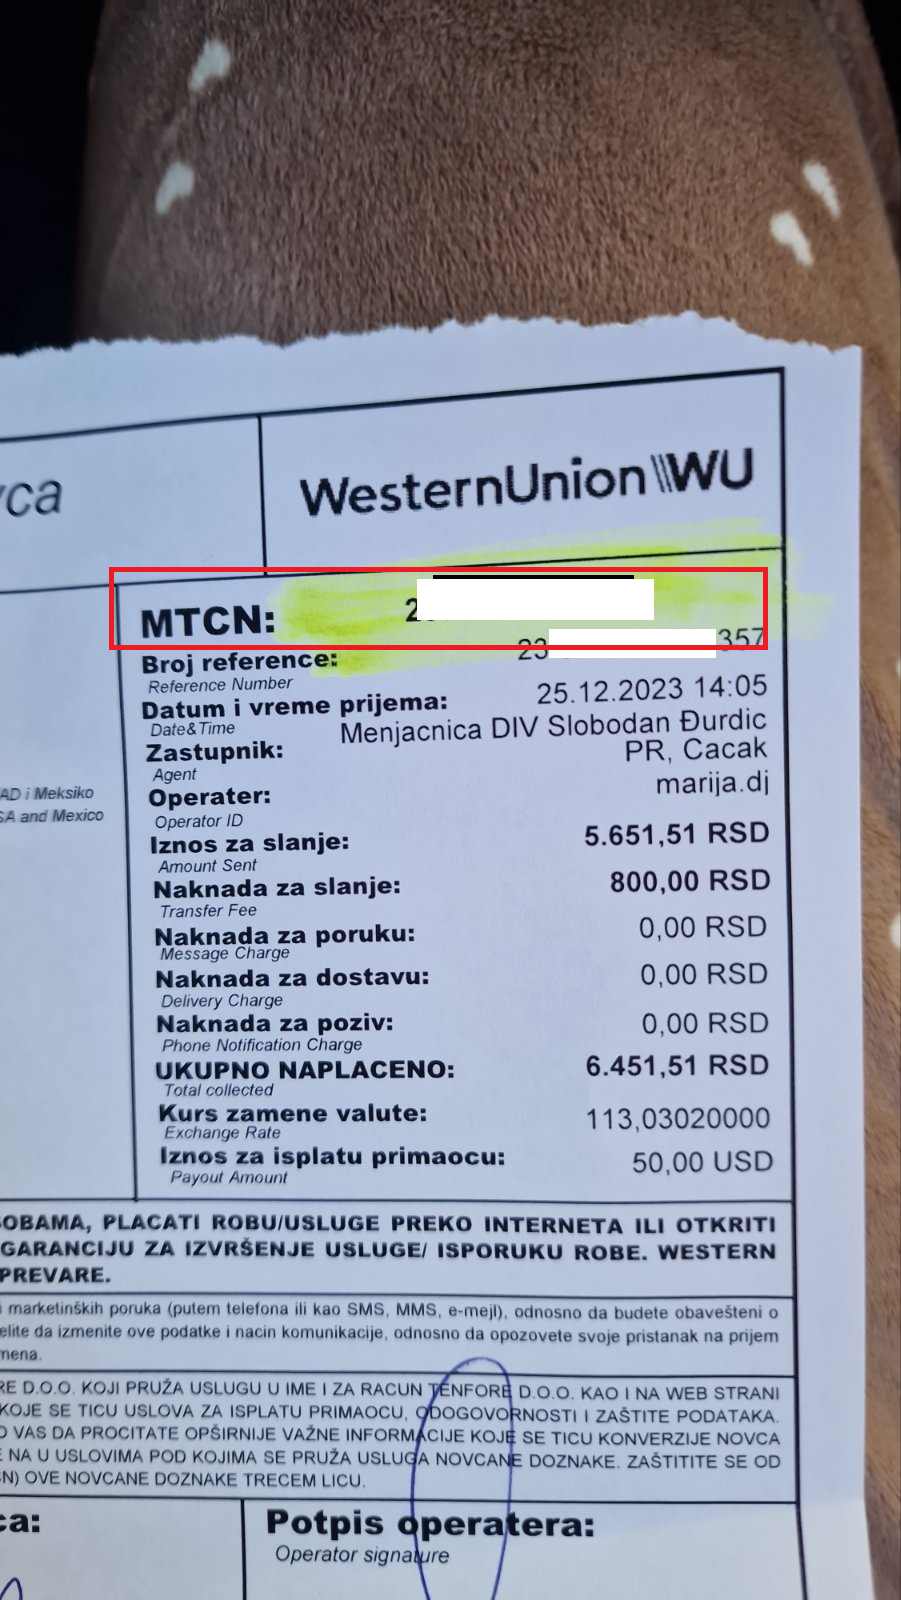 vca
WesternUnion WU
MTCN: 2
Broj reference: 23 357
Reference Number
Datum i vreme prijema: 25.12.2023 14:05
Date&Time
Menjacnica DIV Slobodan Đurdic
Zastupnik: PR, Cacak
Agent
marija.dj
Operater:
Operator ID
AD i Meksiko
SA and Mexico
Iznos za slanje: 5.651,51 RSD
Amount Sent
Naknada za slanje: 800,00 RSD
Transfer Fee
Naknada za poruku: 0,00 RSD
Message Charge
Naknada za dostavu: 0,00 RSD
Delivery Charge
Naknada za poziv: 0,00 RSD
Phone Notification Charge
UKUPNO NAPLACENO: 6.451,51 RSD
Total collected
Kurs zamene valute: 113,03020000
Exchange Rate
Iznos za isplatu primaocu: 50,00 USD
Payout Amount
OBAMA, PLACATI ROBU/USLUGE PREKO INTERNETA ILI OTKRITI
GARANCIJU ZA IZVRŠENJE USLUGE/ ISPORUKU ROBE. WESTERN
PREVARE.
i marketinških poruka (putem telefona ili kao SMS, MMS, e-mejl), odnosno da budete obavešteni o
elite da izmenite ove podatke i nacin komunikacije, odnosno da opozovete svoje pristanak na prijem
mena.
RE D.O.O. KOJI PRUŽA USLUGU U IME I ZA RACUN TENFORE D.O.O. KAO I NA WEB STRANI
KOJE SE TICU USLOVA ZA ISPLATU PRIMAOCU, ODOGOVORNOSTI I ZAŠTITE PODATAKA.
O VAS DA PROCITATE OPŠIRNIJE VAŽNE INFORMACIJE KOJE SE TICU KONVERZIJE NOVCA
E NA U USLOVIMA POD KOJIMA SE PRUŽA USLUGA NOVCANE DOZNAKE. ZAŠTITITE SE OD
SN) OVE NOVCANE DOZNAKE TRECEM LICU.
ca:
Potpis operatera:
Operator signature